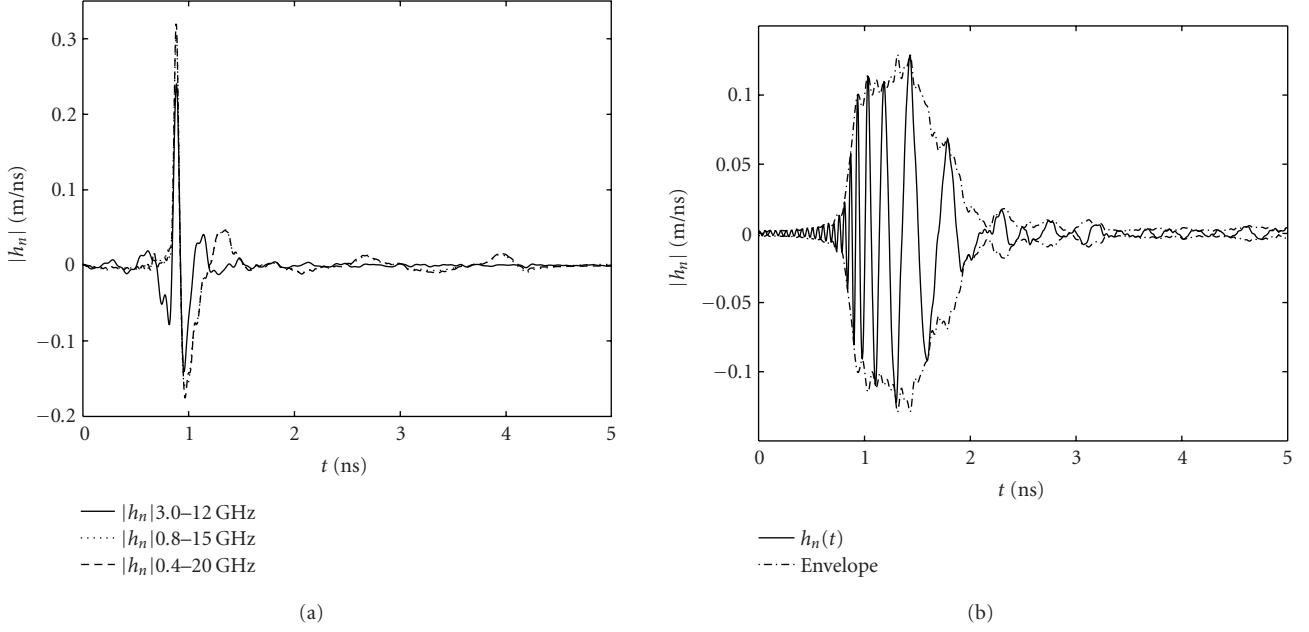 0.3
0.2
0.1
0
−0.1
−0.2
|hn| (m/ns)
0 1 2 3 4 5
t (ns)
|hn|3.0–12 GHz
|hn|0.8–15 GHz
|hn|0.4–20 GHz
(a)
0.1
0.05
0
−0.05
−0.1
|hn| (m/ns)
0 1 2 3 4 5
t (ns)
hn(t)
Envelope
(b)